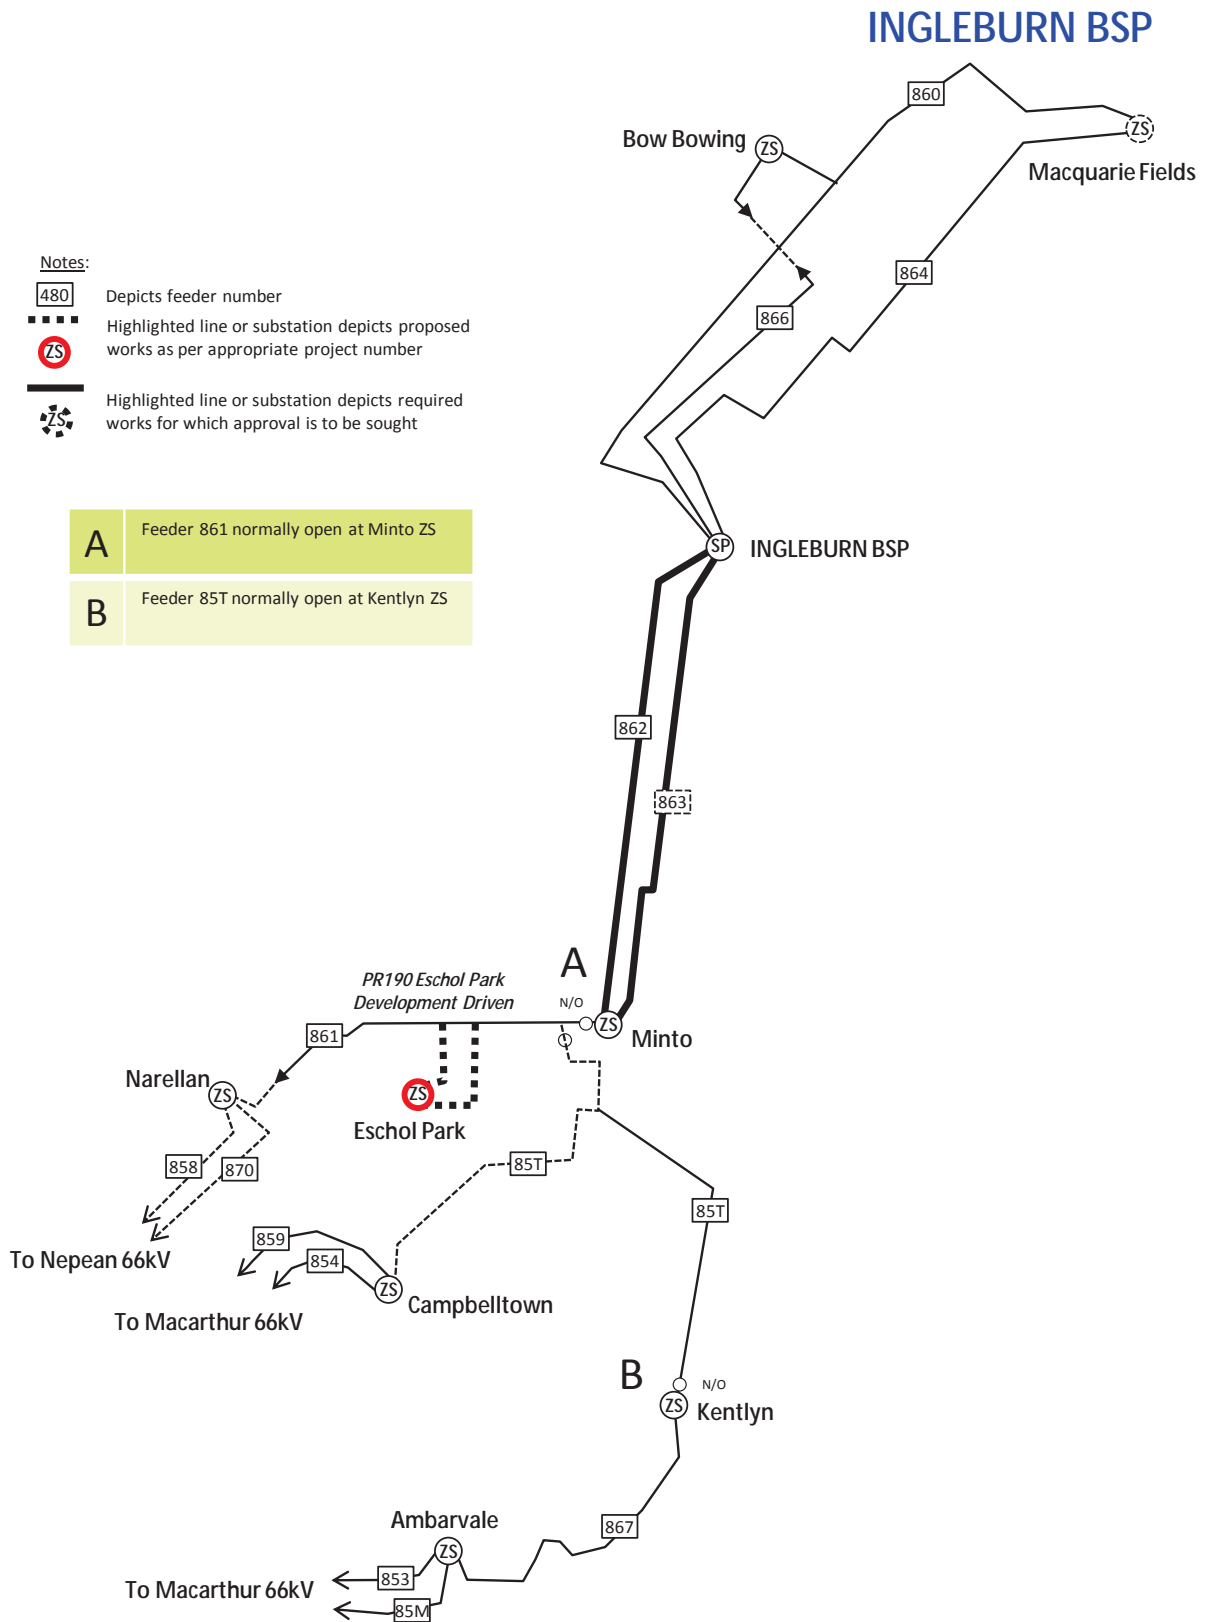 INGLEBURN BSP
860
Bow Bowing
ZS
ZS
Macquarie Fields
864
866
Notes:
480
Depicts feeder number
Highlighted line or substation depicts proposed
ZS
works as per appropriate project number
Highlighted line or substation depicts required
ZS
works for which approval is to be sought
A
Feeder 861 normally open at Minto ZS
B
Feeder 85T normally open at Kentlyn ZS
SP
INGLEBURN BSP
862
863
A
PR190 Eschol Park
Development Driven
N/O
ZS
Minto
861
Narellan
ZS
ZS
Eschol Park
858
870
85T
85T
To Nepean 66kV
859
854
ZS
Campbelltown
To Macarthur 66kV
B
N/O
ZS
Kentlyn
Ambarvale
867
ZS
853
To Macarthur 66kV
85M